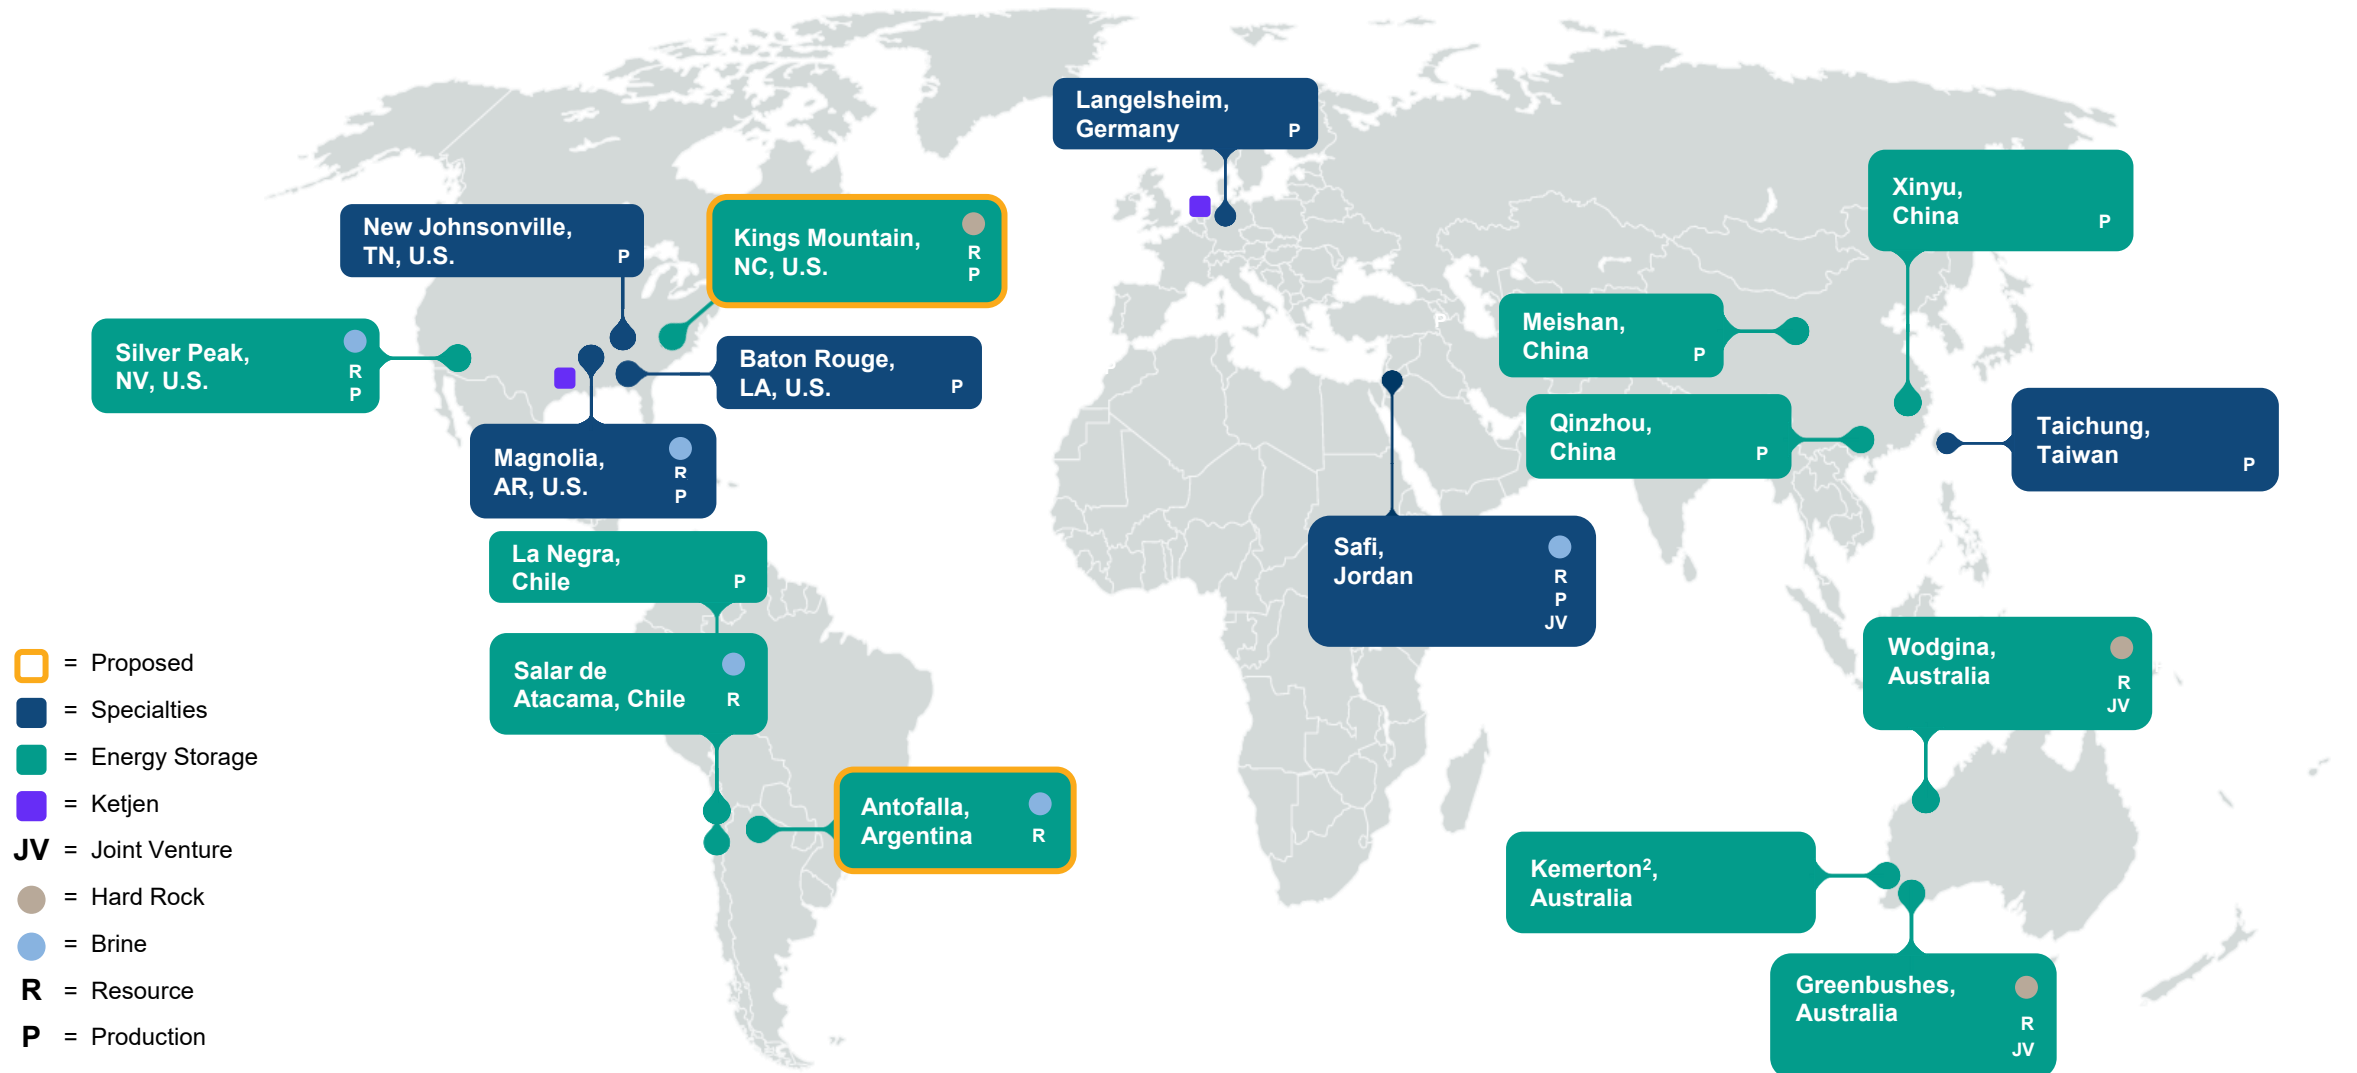 Langelsheim,
Germany P
Xinyu,
China P
New Johnsonville,
TN, U.S. P
Kings Mountain,
NC, U.S.
R
P
Silver Peak,
NV, U.S.
R
P
Baton Rouge,
LA, U.S. P
Magnolia,
AR, U.S.
R
P
Meishan,
China P
Qinzhou,
China P
Taichung,
Taiwan P
La Negra,
Chile P
Safi,
Jordan
R
P
JV
Salar de
Atacama, Chile R
Wodgina,
Australia
R
JV
Antofalla,
Argentina R
Kemerton²,
Australia
Greenbushes,
Australia
R
JV
= Proposed
= Specialties
= Energy Storage
= Ketjen
JV = Joint Venture
= Hard Rock
= Brine
R = Resource
P = Production
P